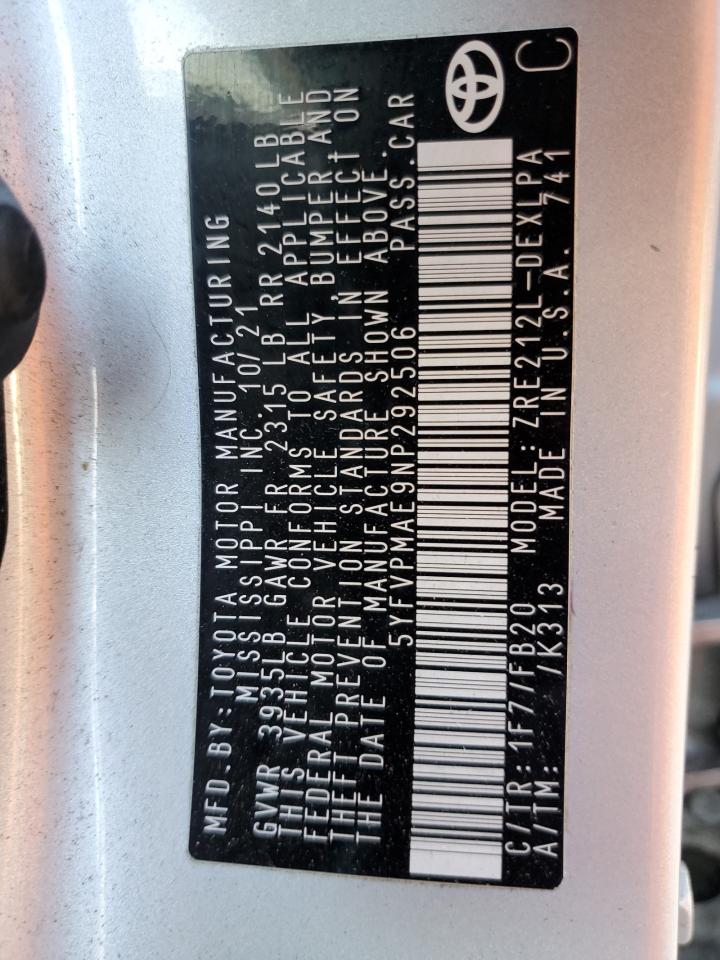 MFD.BY:TOYOTA MOTOR MANUFACTURING
MISSISSIPPI INC. 10/21
GVWR 3935LB GAWR FR 2315 LB RR 2140 LB
THIS VEHICLE CONFORMS TO ALL APPLICABLE
FEDERAL MOTOR VEHICLE SAFETY, BUMPER, AND
THEFT PREVENTION STANDARDS IN EFFECT ON
THE DATE OF MANUFACTURE SHOWN ABOVE.
5YFVPMAE9NP292506 PASS.CAR
C/TR: 1F7/FB20 MODEL: ZRE212L-DEXLPA
A/TM: /K313 MADE IN U.S.A. 741
C